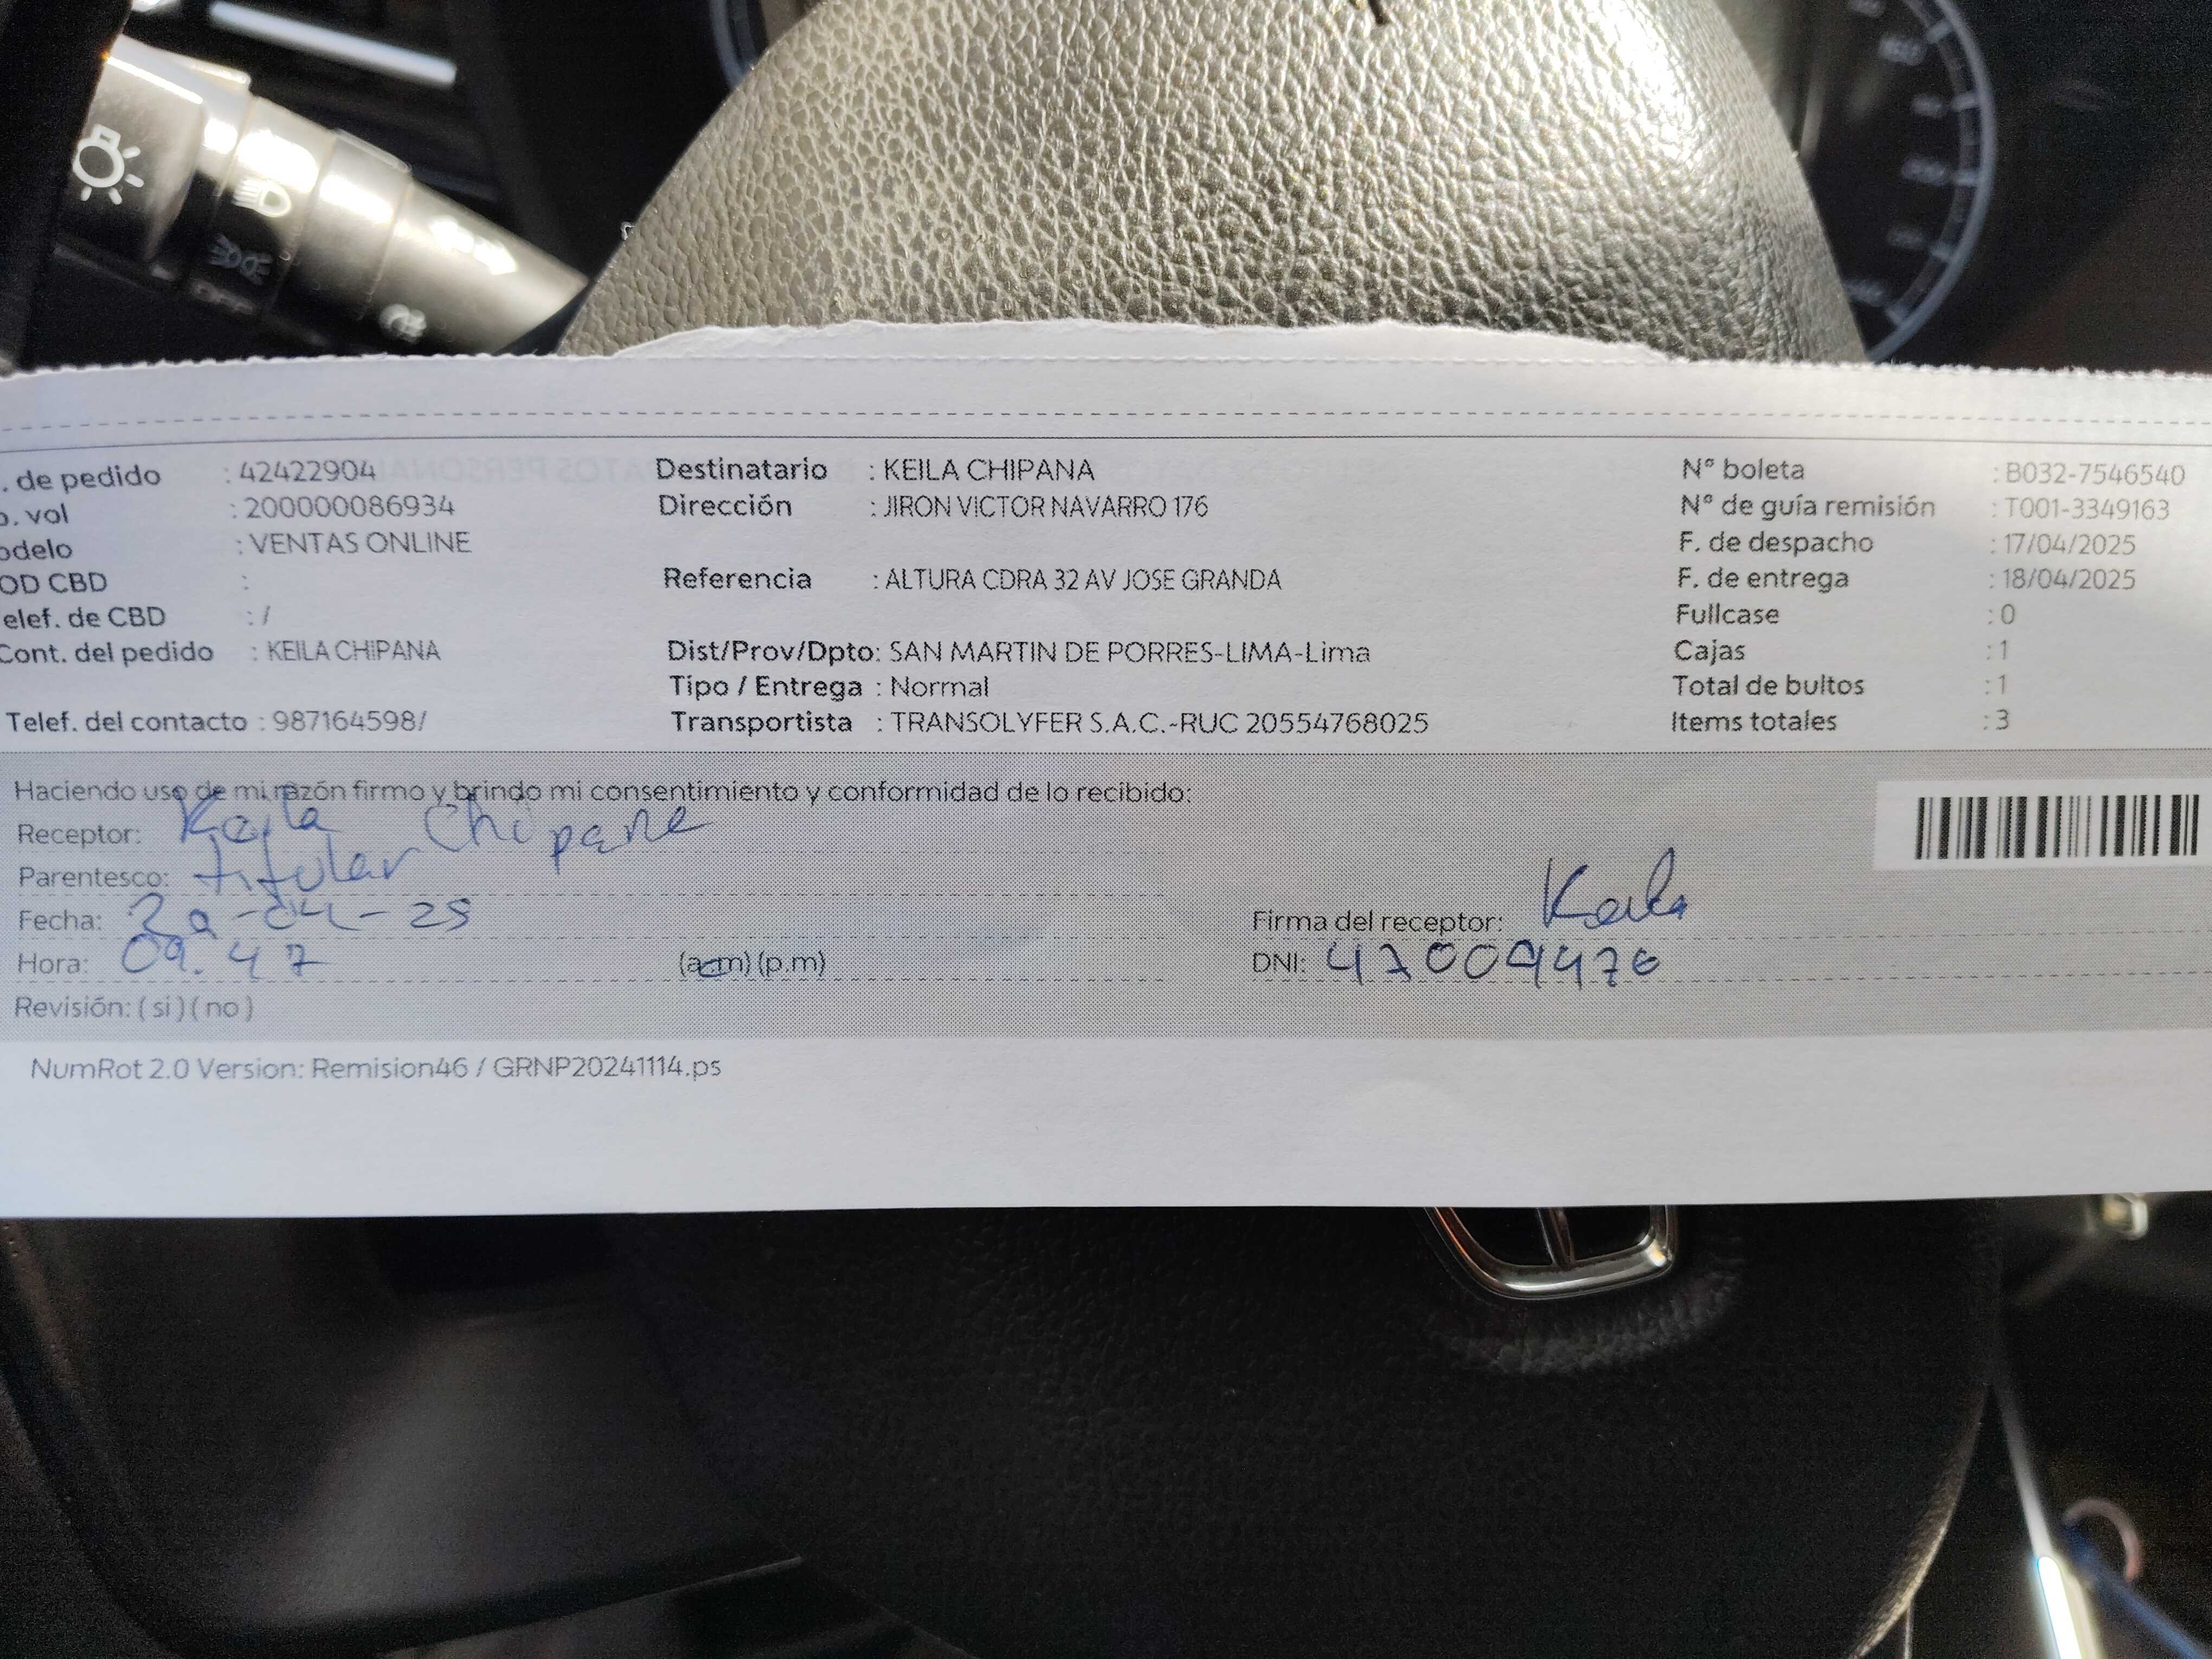 . de pedido : 42422904
o. vol : 200000086934
odelo : VENTAS ONLINE
OD CBD :
elef. de CBD : /
Cont. del pedido : KEILA CHIPANA
Telef. del contacto : 987164598/
Destinatario : KEILA CHIPANA
Dirección : JIRON VICTOR NAVARRO 176
Referencia : ALTURA CDRA 32 AV JOSE GRANDA
Dist/Prov/Dpto: SAN MARTIN DE PORRES-LIMA-Lima
Tipo / Entrega : Normal
Transportista : TRANSOLYFER S.A.C.-RUC 20554768025
N° boleta : B032-7546540
N° de guía remisión : T001-3349163
F. de despacho : 17/04/2025
F. de entrega : 18/04/2025
Fullcase : 0
Cajas : 1
Total de bultos : 1
Items totales : 3
Haciendo uso de mi razón firmo y brindo mi consentimiento y conformidad de lo recibido:
Receptor: Keila Chipana
Parentesco: titular
Fecha: -04-25
Hora: 09.47 (a.m) (p.m)
Revisión: ( si ) ( no )
Firma del receptor: Keila
DNI:
NumRot 2.0 Version: Remision46 / GRNP20241114.ps
OFF